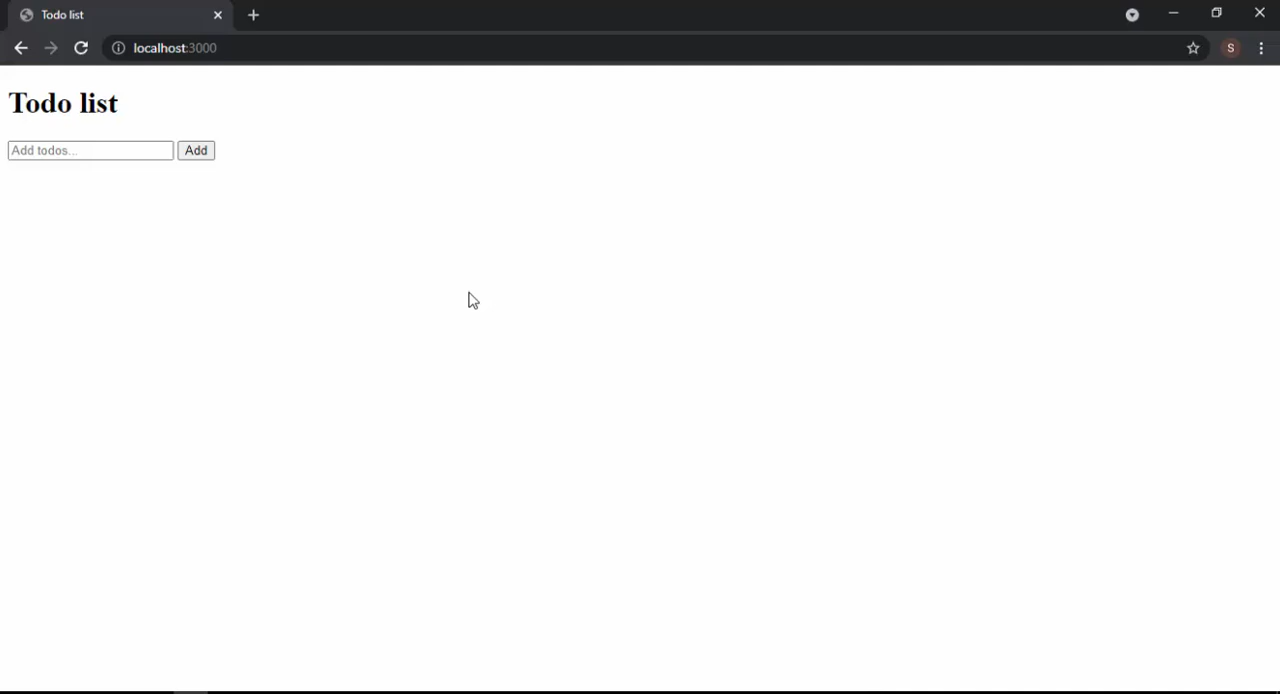 Todo list
localhost:3000
S
Todo list
Add todos...
Add